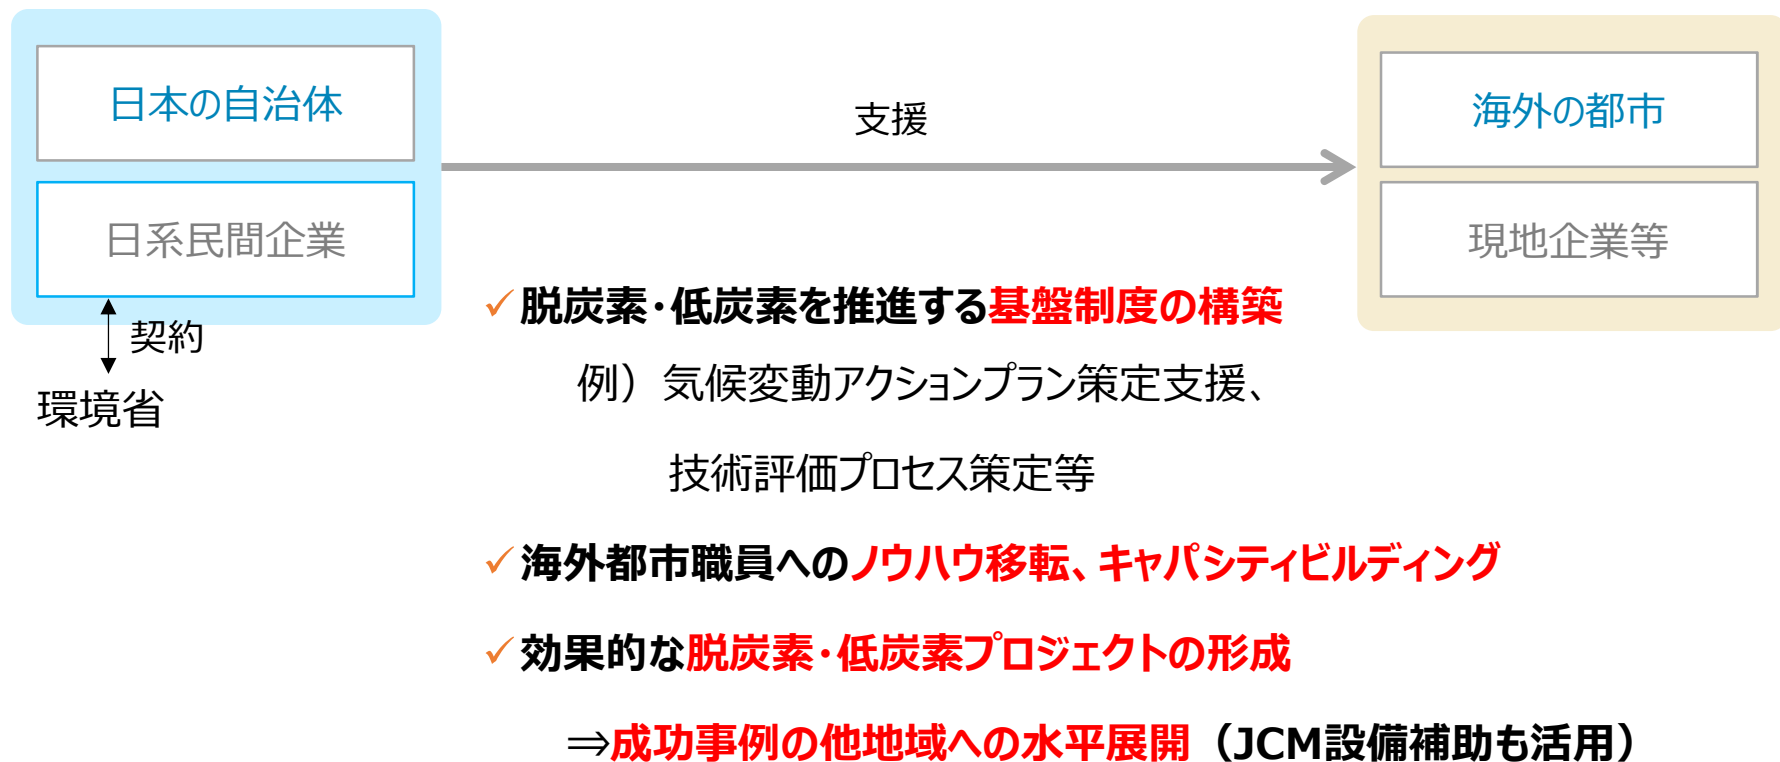 日本の自治体
日系民間企業
契約
環境省
支援
海外の都市
現地企業等
✓脱炭素・低炭素を推進する基盤制度の構築
例）気候変動アクションプラン策定支援、
技術評価プロセス策定等
✓海外都市職員へのノウハウ移転、キャパシティビルディング
✓効果的な脱炭素・低炭素プロジェクトの形成
⇒成功事例の他地域への水平展開（JCM設備補助も活用）